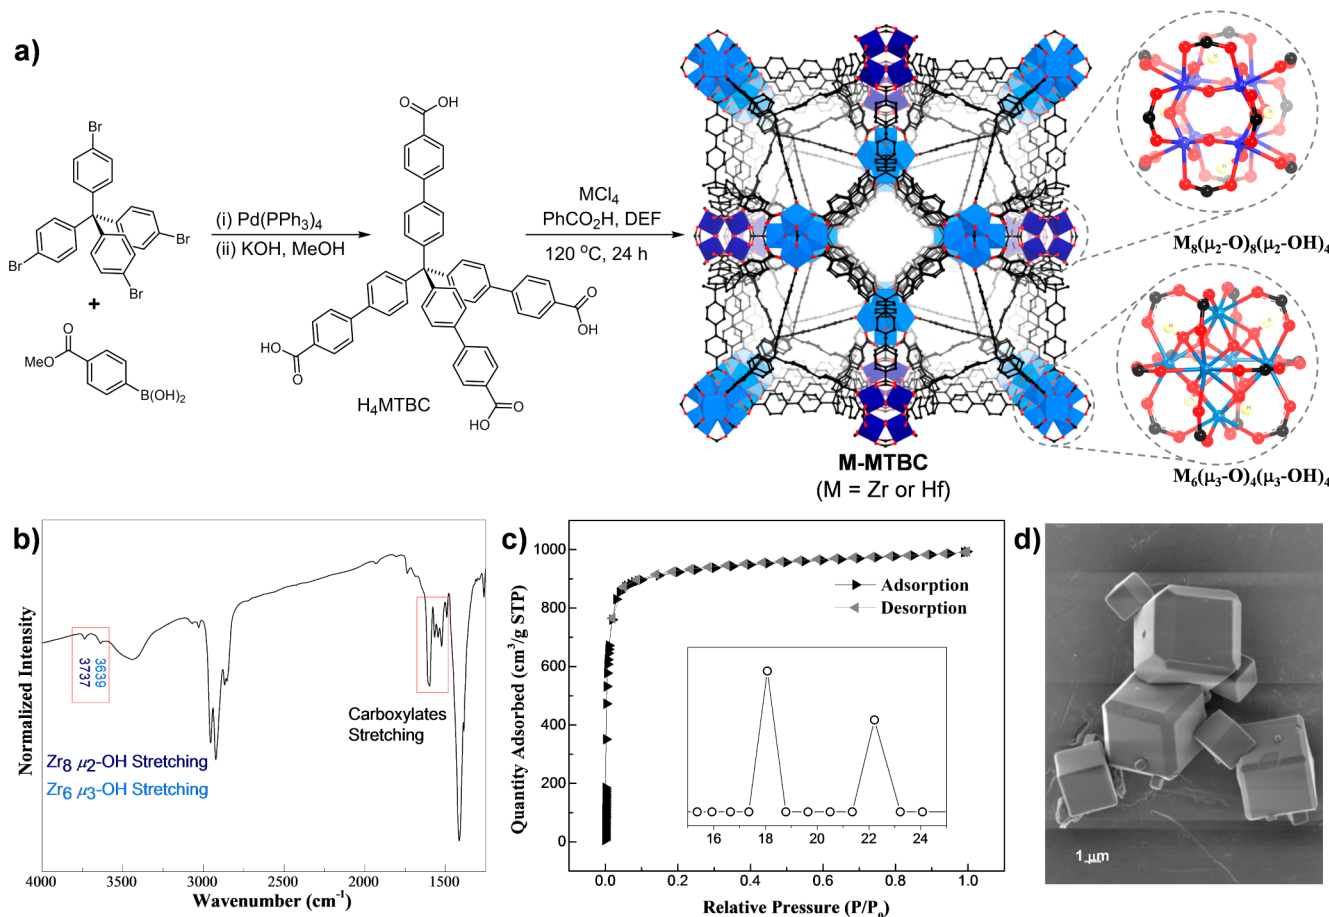 a)
Br
Br
Br
Br
+
O
MeO
B(OH)2
(i) Pd(PPh3)4
(ii) KOH, MeOH
O
OH
O
HO
O
OH
O
OH
H4MTBC
MCl4
PhCO2H, DEF
120 °C, 24 h
M-MTBC
(M = Zr or Hf)
H
H
H
M8(μ2-O)8(μ2-OH)4
H
H
H
H
M6(μ3-O)4(μ3-OH)4
b)
Normalized Intensity
3737
3639
Carboxylates
Stretching
Zr8 μ2-OH Stretching
Zr6 μ3-OH Stretching
4000 3500 3000 2500 2000 1500
Wavenumber (cm-1)
c)
Quantity Adsorbed (cm3/g STP)
1000
800
600
400
200
0
Adsorption
Desorption
16 18 20 22 24
0.0 0.2 0.4 0.6 0.8 1.0
Relative Pressure (P/Po)
d)
1 μm